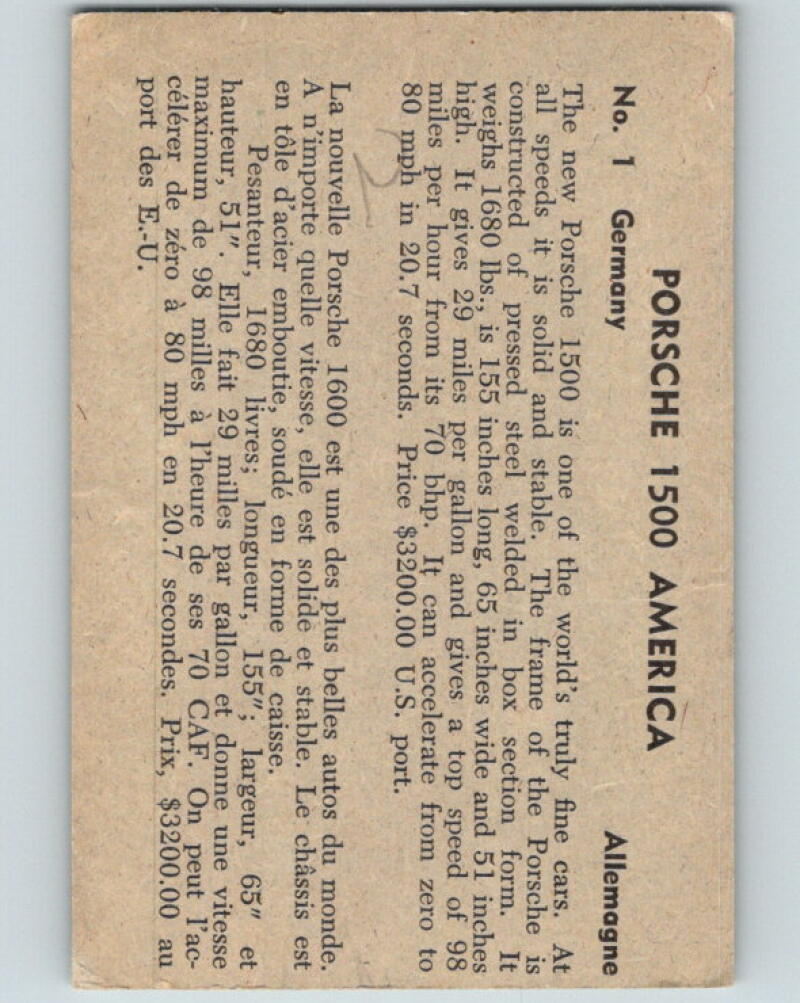 PORSCHE 1500 AMERICA
No. 1 Germany Allemagne
The new Porsche 1500 is one of the world's truly fine cars. At
all speeds it is solid and stable. The frame of the Porsche is
constructed of pressed steel welded in box section form. It
weighs 1680 lbs., is 155 inches long, 65 inches wide and 51 inches
high. It gives 29 miles per gallon and gives a top speed of 98
miles per hour from its 70 bhp. It can accelerate from zero to
80 mph in 20.7 seconds. Price $3200.00 U.S. port.
2
La nouvelle Porsche 1600 est une des plus belles autos du monde.
A n'importe quelle vitesse, elle est solide et stable. Le châssis est
en tôle d'acier emboutie, soudé en forme de caisse.
Pesanteur, 1680 livres; longueur, 155"; largeur, 65" et
hauteur, 51". Elle fait 29 milles par gallon et donne une vitesse
maximum de 98 milles à l'heure de ses 70 CAF. On peut l'ac-
célérer de zéro à 80 mph en 20.7 secondes. Prix, $3200.00 au
port des E.-U.